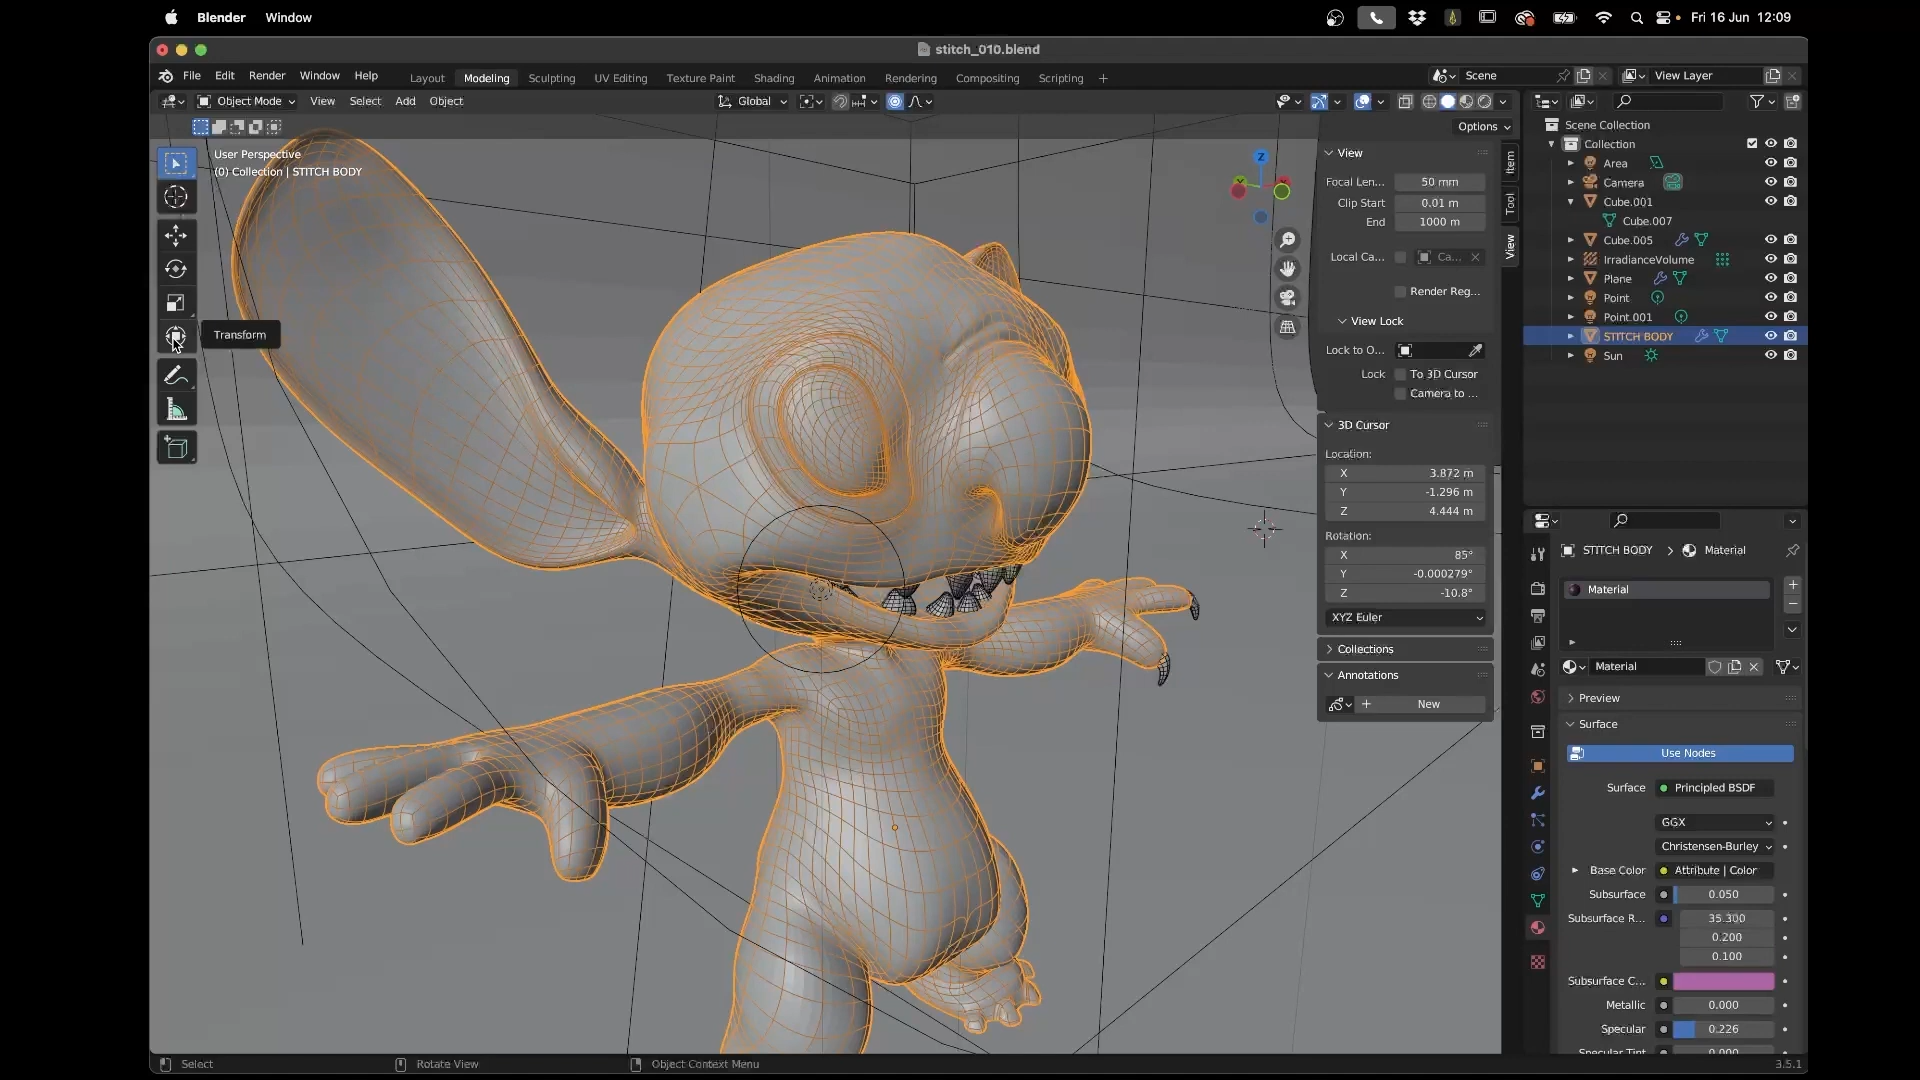 Blender Window
Fri 16 Jun 12:09
stitch_010.blend
File Edit Render Window Help
Layout Modeling Sculpting UV Editing Texture Paint Shading Animation Rendering Compositing Scripting +
Scene
View Layer
Object Mode View Select Add Object
Global
Options
User Perspective
(0) Collection | STITCH BODY
Transform
Z
Item
Tool
View
View
Focal Len... 50 mm
Clip Start 0.01 m
End 1000 m
Local Ca... Ca...
Render Reg...
View Lock
Lock to O...
Lock To 3D Cursor
Camera to ...
3D Cursor
Location:
X 3.872 m
Y -1.296 m
Z 4.444 m
Rotation:
X 85°
Y -0.000279°
Z -10.8°
XYZ Euler
Collections
Annotations
+ New
Scene Collection
Collection
Area
Camera
Cube.001
Cube.007
Cube.005
IrradianceVolume
Plane
Point
Point.001
STITCH BODY
Sun
STITCH BODY > Material
Material
Material
Preview
Surface
Use Nodes
Surface Principled BSDF
GGX
Christensen-Burley
Base Color Attribute | Color
Subsurface 0.050
Subsurface R... 35.300
0.200
0.100
Subsurface C...
Metallic 0.000
Specular 0.226
Specular Tint 0.000
Select Rotate View Object Context Menu
3.5.1